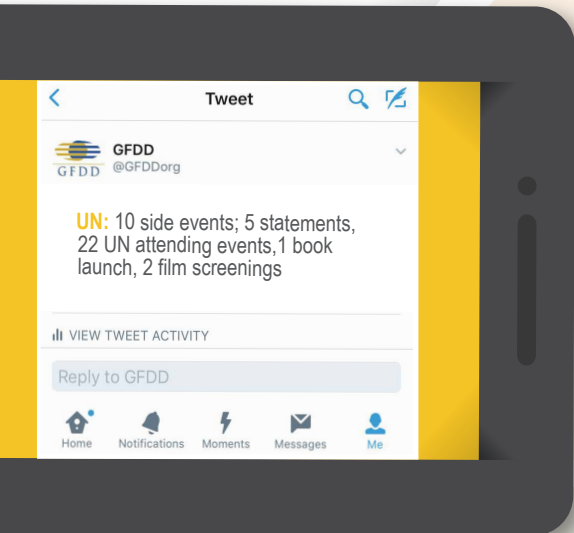 Tweet
GFDD
GFDD
@GFDDorg
UN: 10 side events; 5 statements,
22 UN attending events,1 book
launch, 2 film screenings
VIEW TWEET ACTIVITY
Reply to GFDD
Home Notifications Moments Messages Me